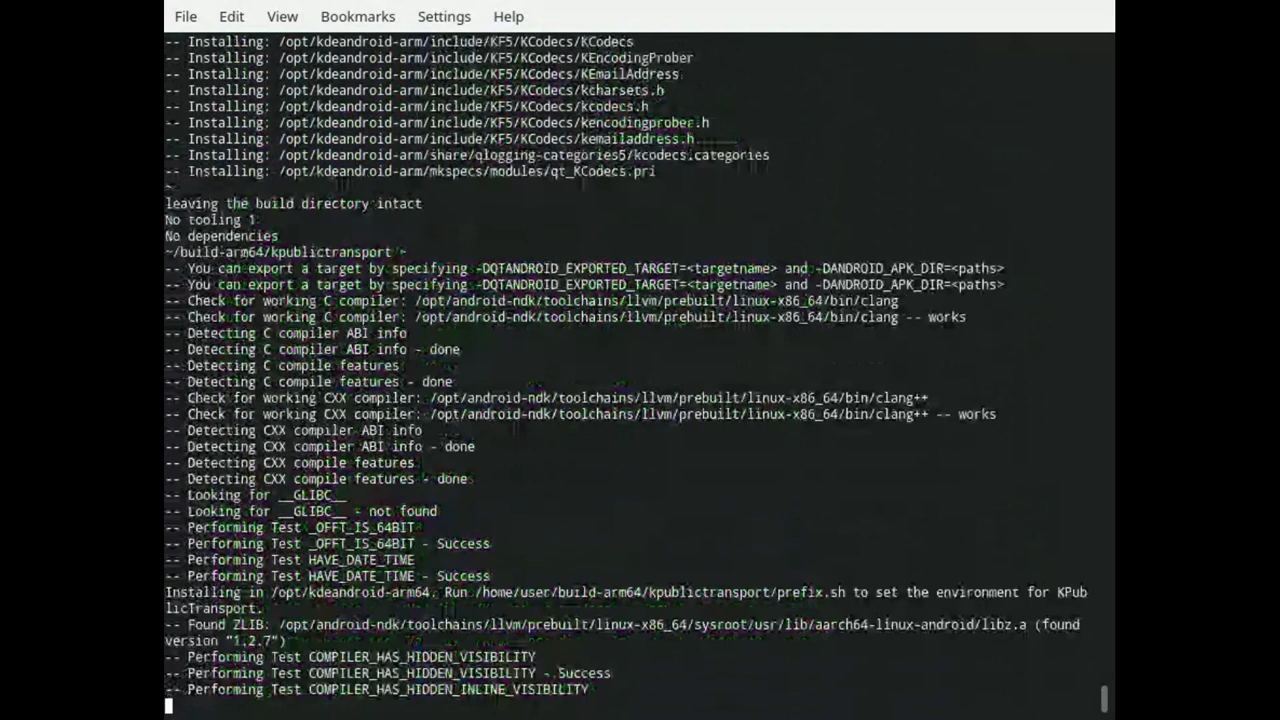 File Edit View Bookmarks Settings Help
-- Installing: /opt/kdeandroid-arm/include/KF5/KCodecs/KCodecs
-- Installing: /opt/kdeandroid-arm/include/KF5/KCodecs/KEncodingProber
-- Installing: /opt/kdeandroid-arm/include/KF5/KCodecs/KEmailAddress
-- Installing: /opt/kdeandroid-arm/include/KF5/KCodecs/kcharsets.h
-- Installing: /opt/kdeandroid-arm/include/KF5/KCodecs/kcodecs.h
-- Installing: /opt/kdeandroid-arm/include/KF5/KCodecs/kencodingprober.h
-- Installing: /opt/kdeandroid-arm/include/KF5/KCodecs/kemailaddress.h
-- Installing: /opt/kdeandroid-arm/share/qlogging-categories5/kcodecs.categories
-- Installing: /opt/kdeandroid-arm/mkspecs/modules/qt_KCodecs.pri
~
leaving the build directory intact
No tooling 1
No dependencies
~/build-arm64/kpublictransport ~
-- You can export a target by specifying -DQTANDROID_EXPORTED_TARGET=<targetname> and -DANDROID_APK_DIR=<paths>
-- You can export a target by specifying -DQTANDROID_EXPORTED_TARGET=<targetname> and -DANDROID_APK_DIR=<paths>
-- Check for working C compiler: /opt/android-ndk/toolchains/llvm/prebuilt/linux-x86_64/bin/clang
-- Check for working C compiler: /opt/android-ndk/toolchains/llvm/prebuilt/linux-x86_64/bin/clang -- works
-- Detecting C compiler ABI info
-- Detecting C compiler ABI info - done
-- Detecting C compile features
-- Detecting C compile features - done
-- Check for working CXX compiler: /opt/android-ndk/toolchains/llvm/prebuilt/linux-x86_64/bin/clang++
-- Check for working CXX compiler: /opt/android-ndk/toolchains/llvm/prebuilt/linux-x86_64/bin/clang++ -- works
-- Detecting CXX compiler ABI info
-- Detecting CXX compiler ABI info - done
-- Detecting CXX compile features
-- Detecting CXX compile features - done
-- Looking for __GLIBC__
-- Looking for __GLIBC__ - not found
-- Performing Test _OFFT_IS_64BIT
-- Performing Test _OFFT_IS_64BIT - Success
-- Performing Test HAVE_DATE_TIME
-- Performing Test HAVE_DATE_TIME - Success
Installing in /opt/kdeandroid-arm64. Run /home/user/build-arm64/kpublictransport/prefix.sh to set the environment for KPub
licTransport.
-- Found ZLIB: /opt/android-ndk/toolchains/llvm/prebuilt/linux-x86_64/sysroot/usr/lib/aarch64-linux-android/libz.a (found
version "1.2.7")
-- Performing Test COMPILER_HAS_HIDDEN_VISIBILITY
-- Performing Test COMPILER_HAS_HIDDEN_VISIBILITY - Success
-- Performing Test COMPILER_HAS_HIDDEN_INLINE_VISIBILITY